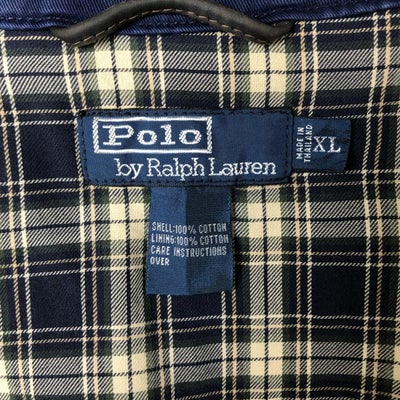 Polo
by Ralph Lauren
MADE IN
THAILAND
XL
SHELL:100% COTTON
LINING:100% COTTON
CARE INSTRUCTIONS
OVER